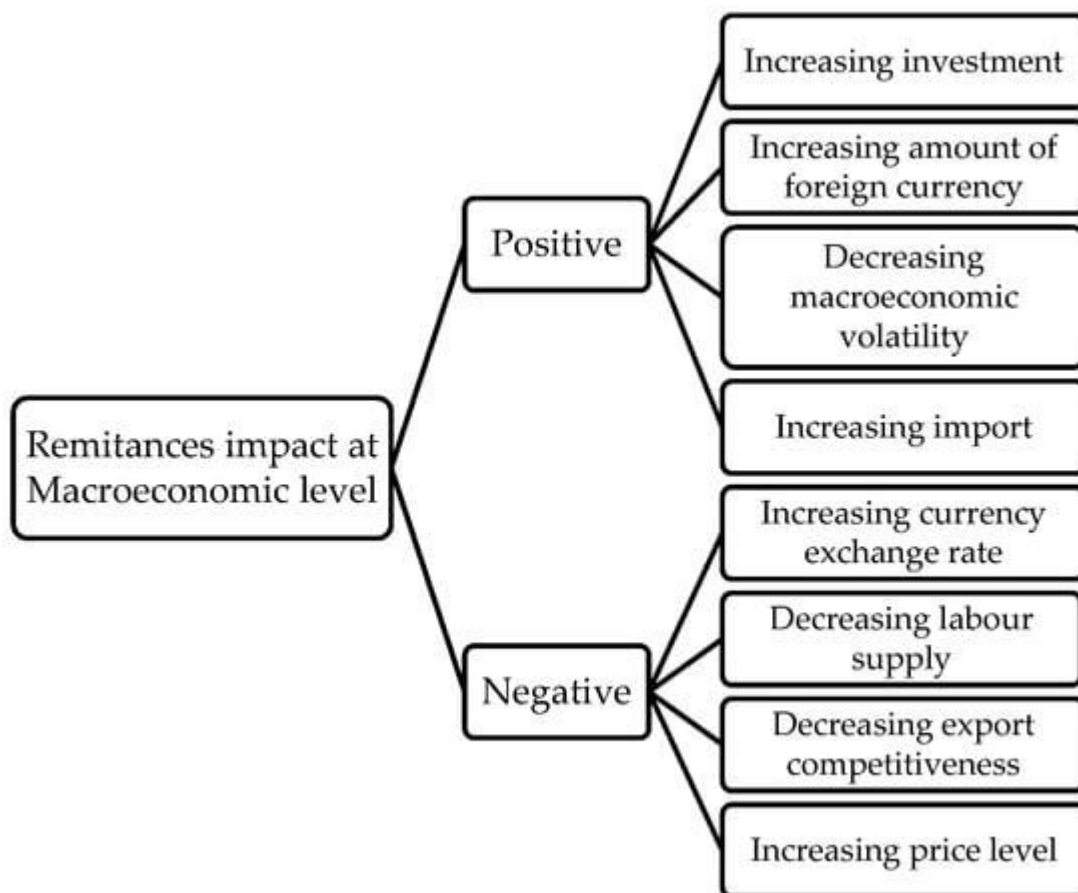 Remitances impact at
Macroeconomic level
Positive
Increasing investment
Increasing amount of
foreign currency
Decreasing
macroeconomic
volatility
Increasing import
Negative
Increasing currency
exchange rate
Decreasing labour
supply
Decreasing export
competitiveness
Increasing price level